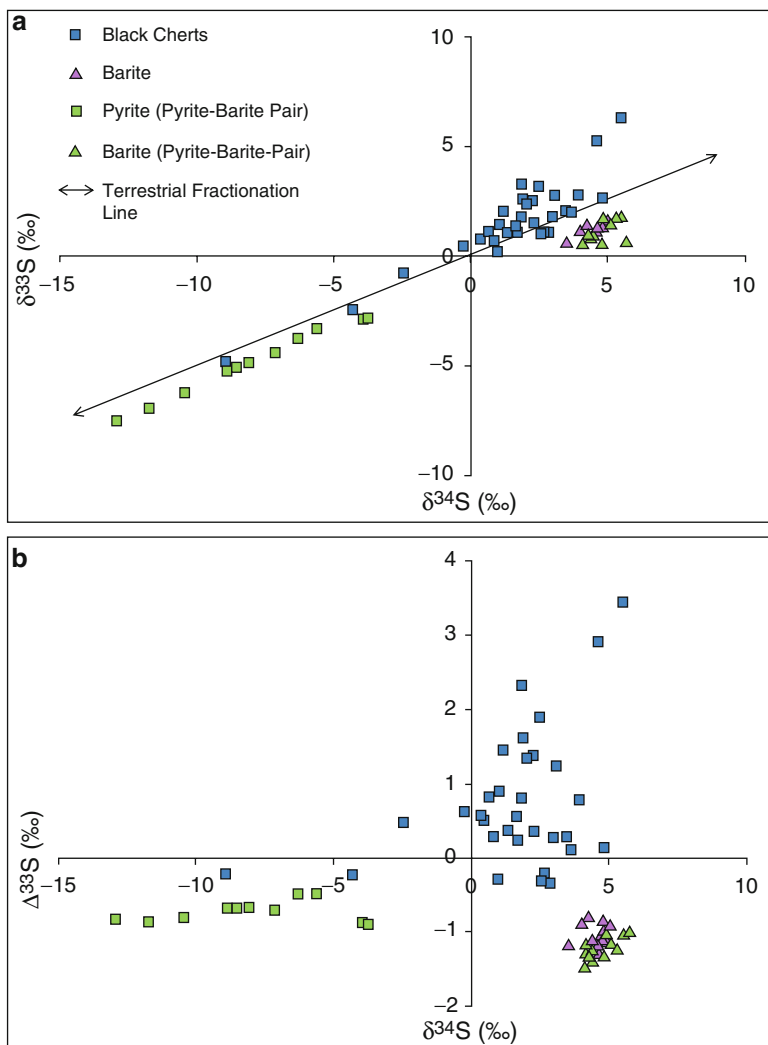 a
Black Cherts
Barite
Pyrite (Pyrite-Barite Pair)
Barite (Pyrite-Barite-Pair)
Terrestrial Fractionation
Line
10
5
−15
−10
−5
0
5
10
−5
−10
δ33S (‰)
δ34S (‰)
b
4
3
2
1
0
−15
−10
−5
0
5
10
−1
−2
Δ33S (‰)
δ34S (‰)